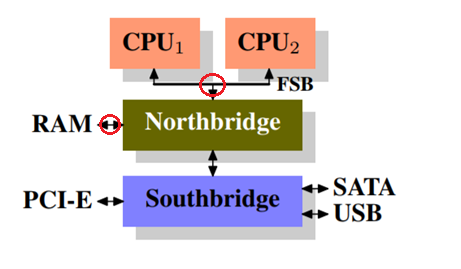 CPU₁ CPU₂
FSB
RAM Northbridge
PCI-E Southbridge SATA
USB